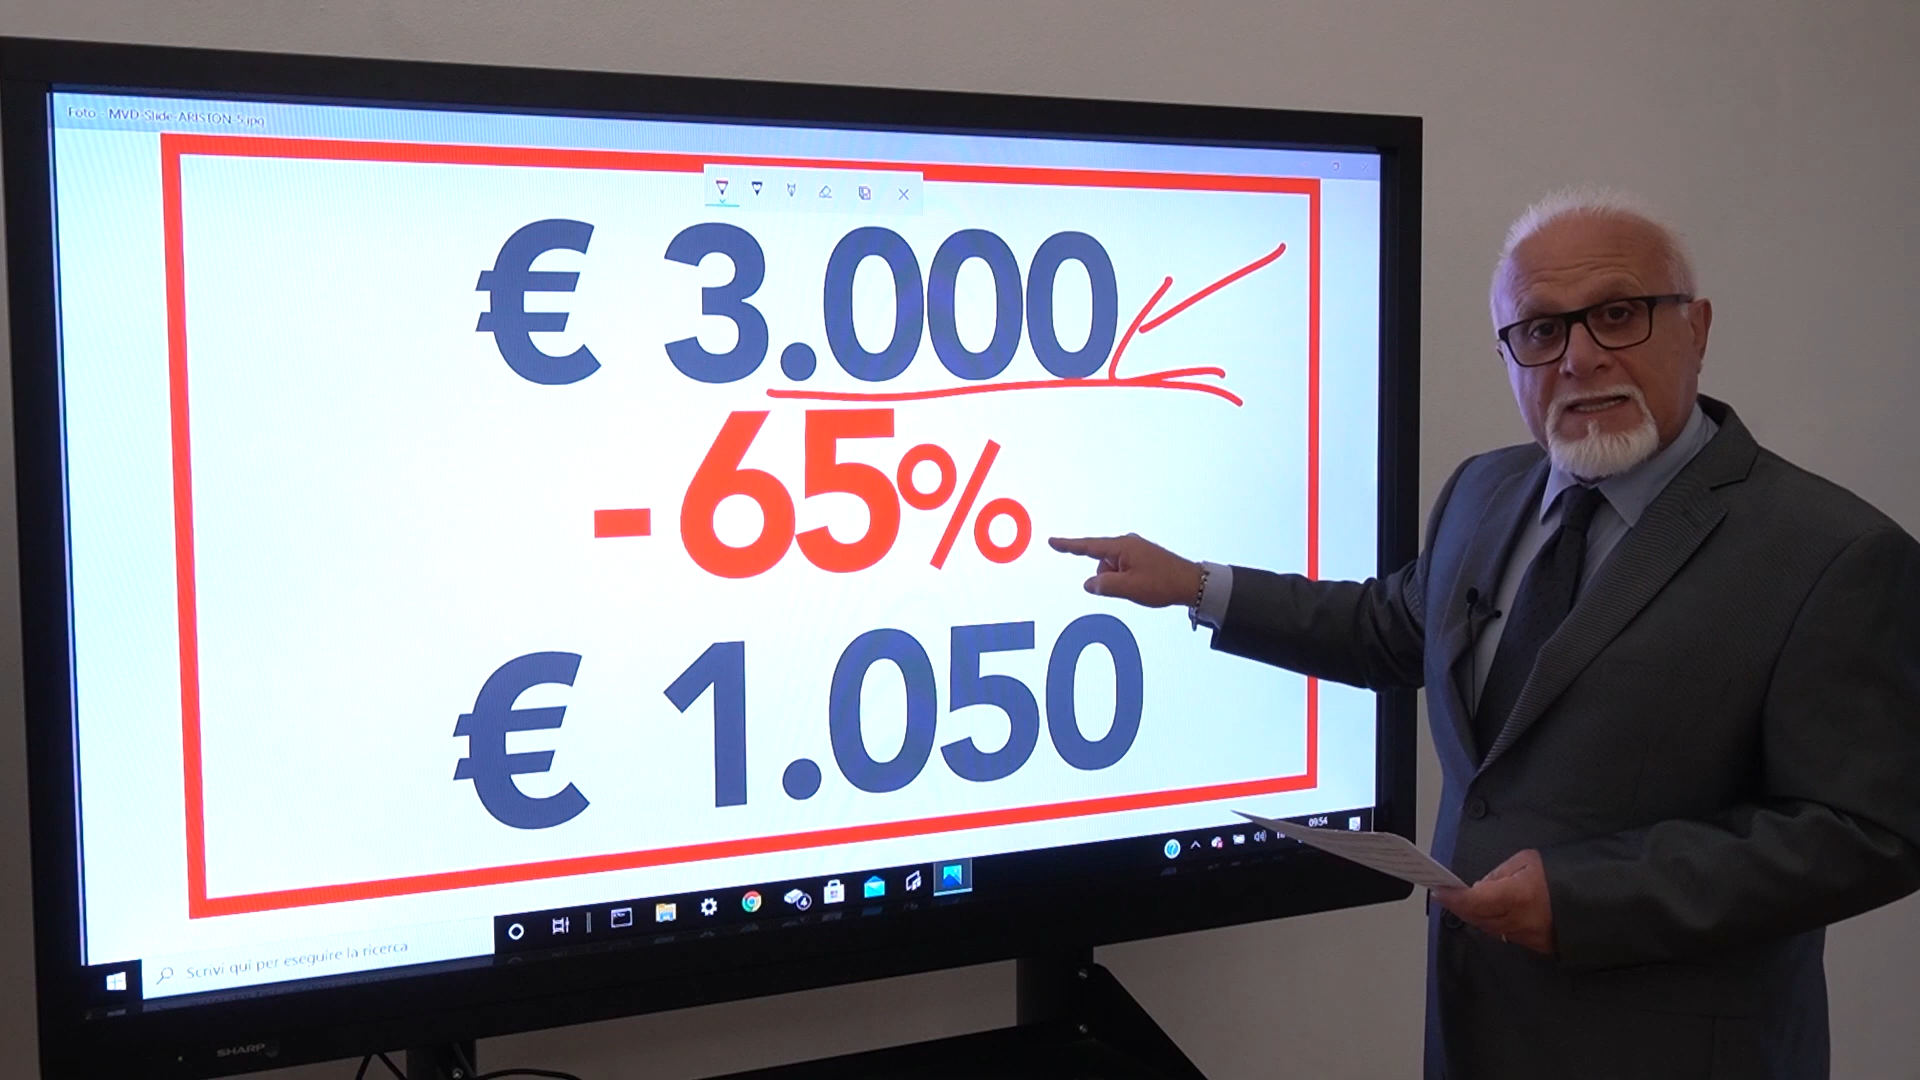 Foto - MVD-Slide-ARISTON-5.jpg
€ 3.000
-65%
€ 1.050
09:54
4
Scrivi qui per eseguire la ricerca
SHARP